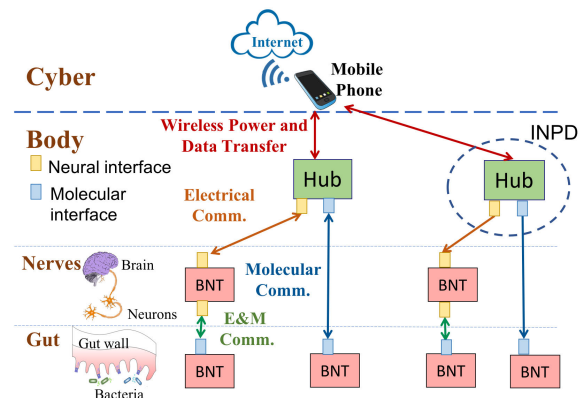 Internet
Cyber
Mobile
Phone
Wireless Power and
Data Transfer
INPD
Body
Neural interface
Molecular
interface
Hub
Hub
Electrical
Comm.
Nerves
Brain
Neurons
BNT
Molecular
Comm.
BNT
E&M
Comm.
Gut
Gut wall
Bacteria
BNT
BNT
BNT
BNT